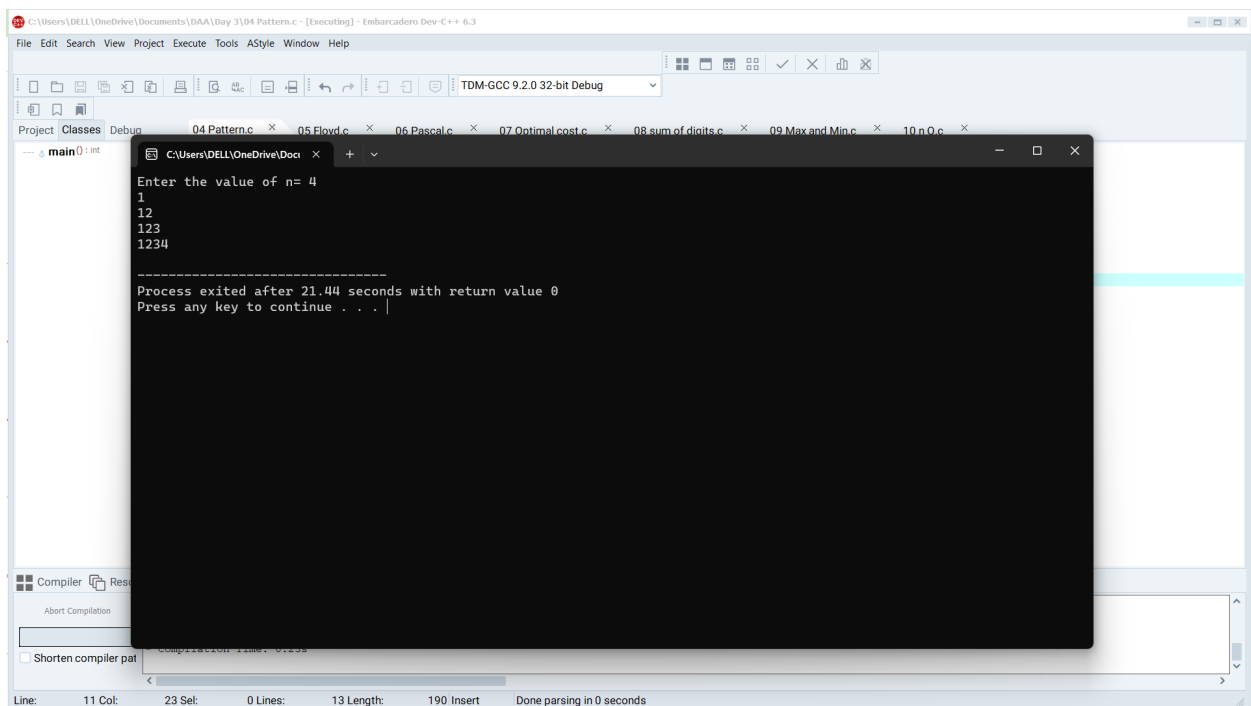 C:\Users\DELL\OneDrive\Documents\DAA\Day 3\04 Pattern.c - [Executing] - Embarcadero Dev-C++ 6.3
File Edit Search View Project Execute Tools AStyle Window Help
TDM-GCC 9.2.0 32-bit Debug
Project Classes Debug 04 Pattern.c 05 Floyd.c 06 Pascal.c 07 Optimal cost.c 08 sum of digits.c 09 Max and Min.c 10 n Q.c
main() : int
C:\Users\DELL\OneDrive\Docu
Enter the value of n= 4
1
12
123
1234
--------------------------------
Process exited after 21.44 seconds with return value 0
Press any key to continue . . .
Compiler Reso
Abort Compilation
Shorten compiler pat
- Compilation Time: 0.23s
Line: 11 Col: 23 Sel: 0 Lines: 13 Length: 190 Insert Done parsing in 0 seconds